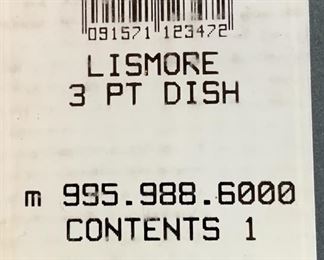 091571 123472
LISMORE
3 PT DISH
m 995.988.6000
CONTENTS 1